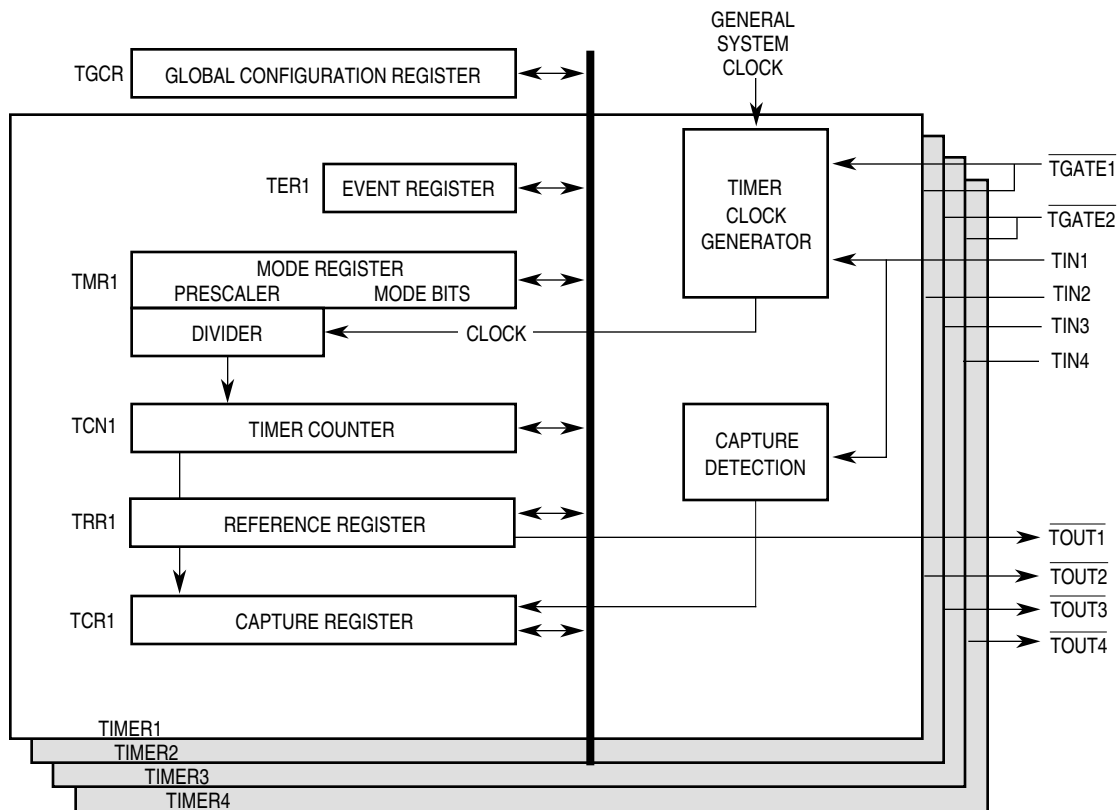 GENERAL
SYSTEM
CLOCK
TGCR
GLOBAL CONFIGURATION REGISTER
TER1
EVENT REGISTER
TIMER
CLOCK
GENERATOR
TGATE1
TGATE2
TMR1
MODE REGISTER
PRESCALER
MODE BITS
TIN1
TIN2
TIN3
TIN4
DIVIDER
CLOCK
TCN1
TIMER COUNTER
CAPTURE
DETECTION
TRR1
REFERENCE REGISTER
TOUT1
TOUT2
TOUT3
TOUT4
TCR1
CAPTURE REGISTER
TIMER1
TIMER2
TIMER3
TIMER4